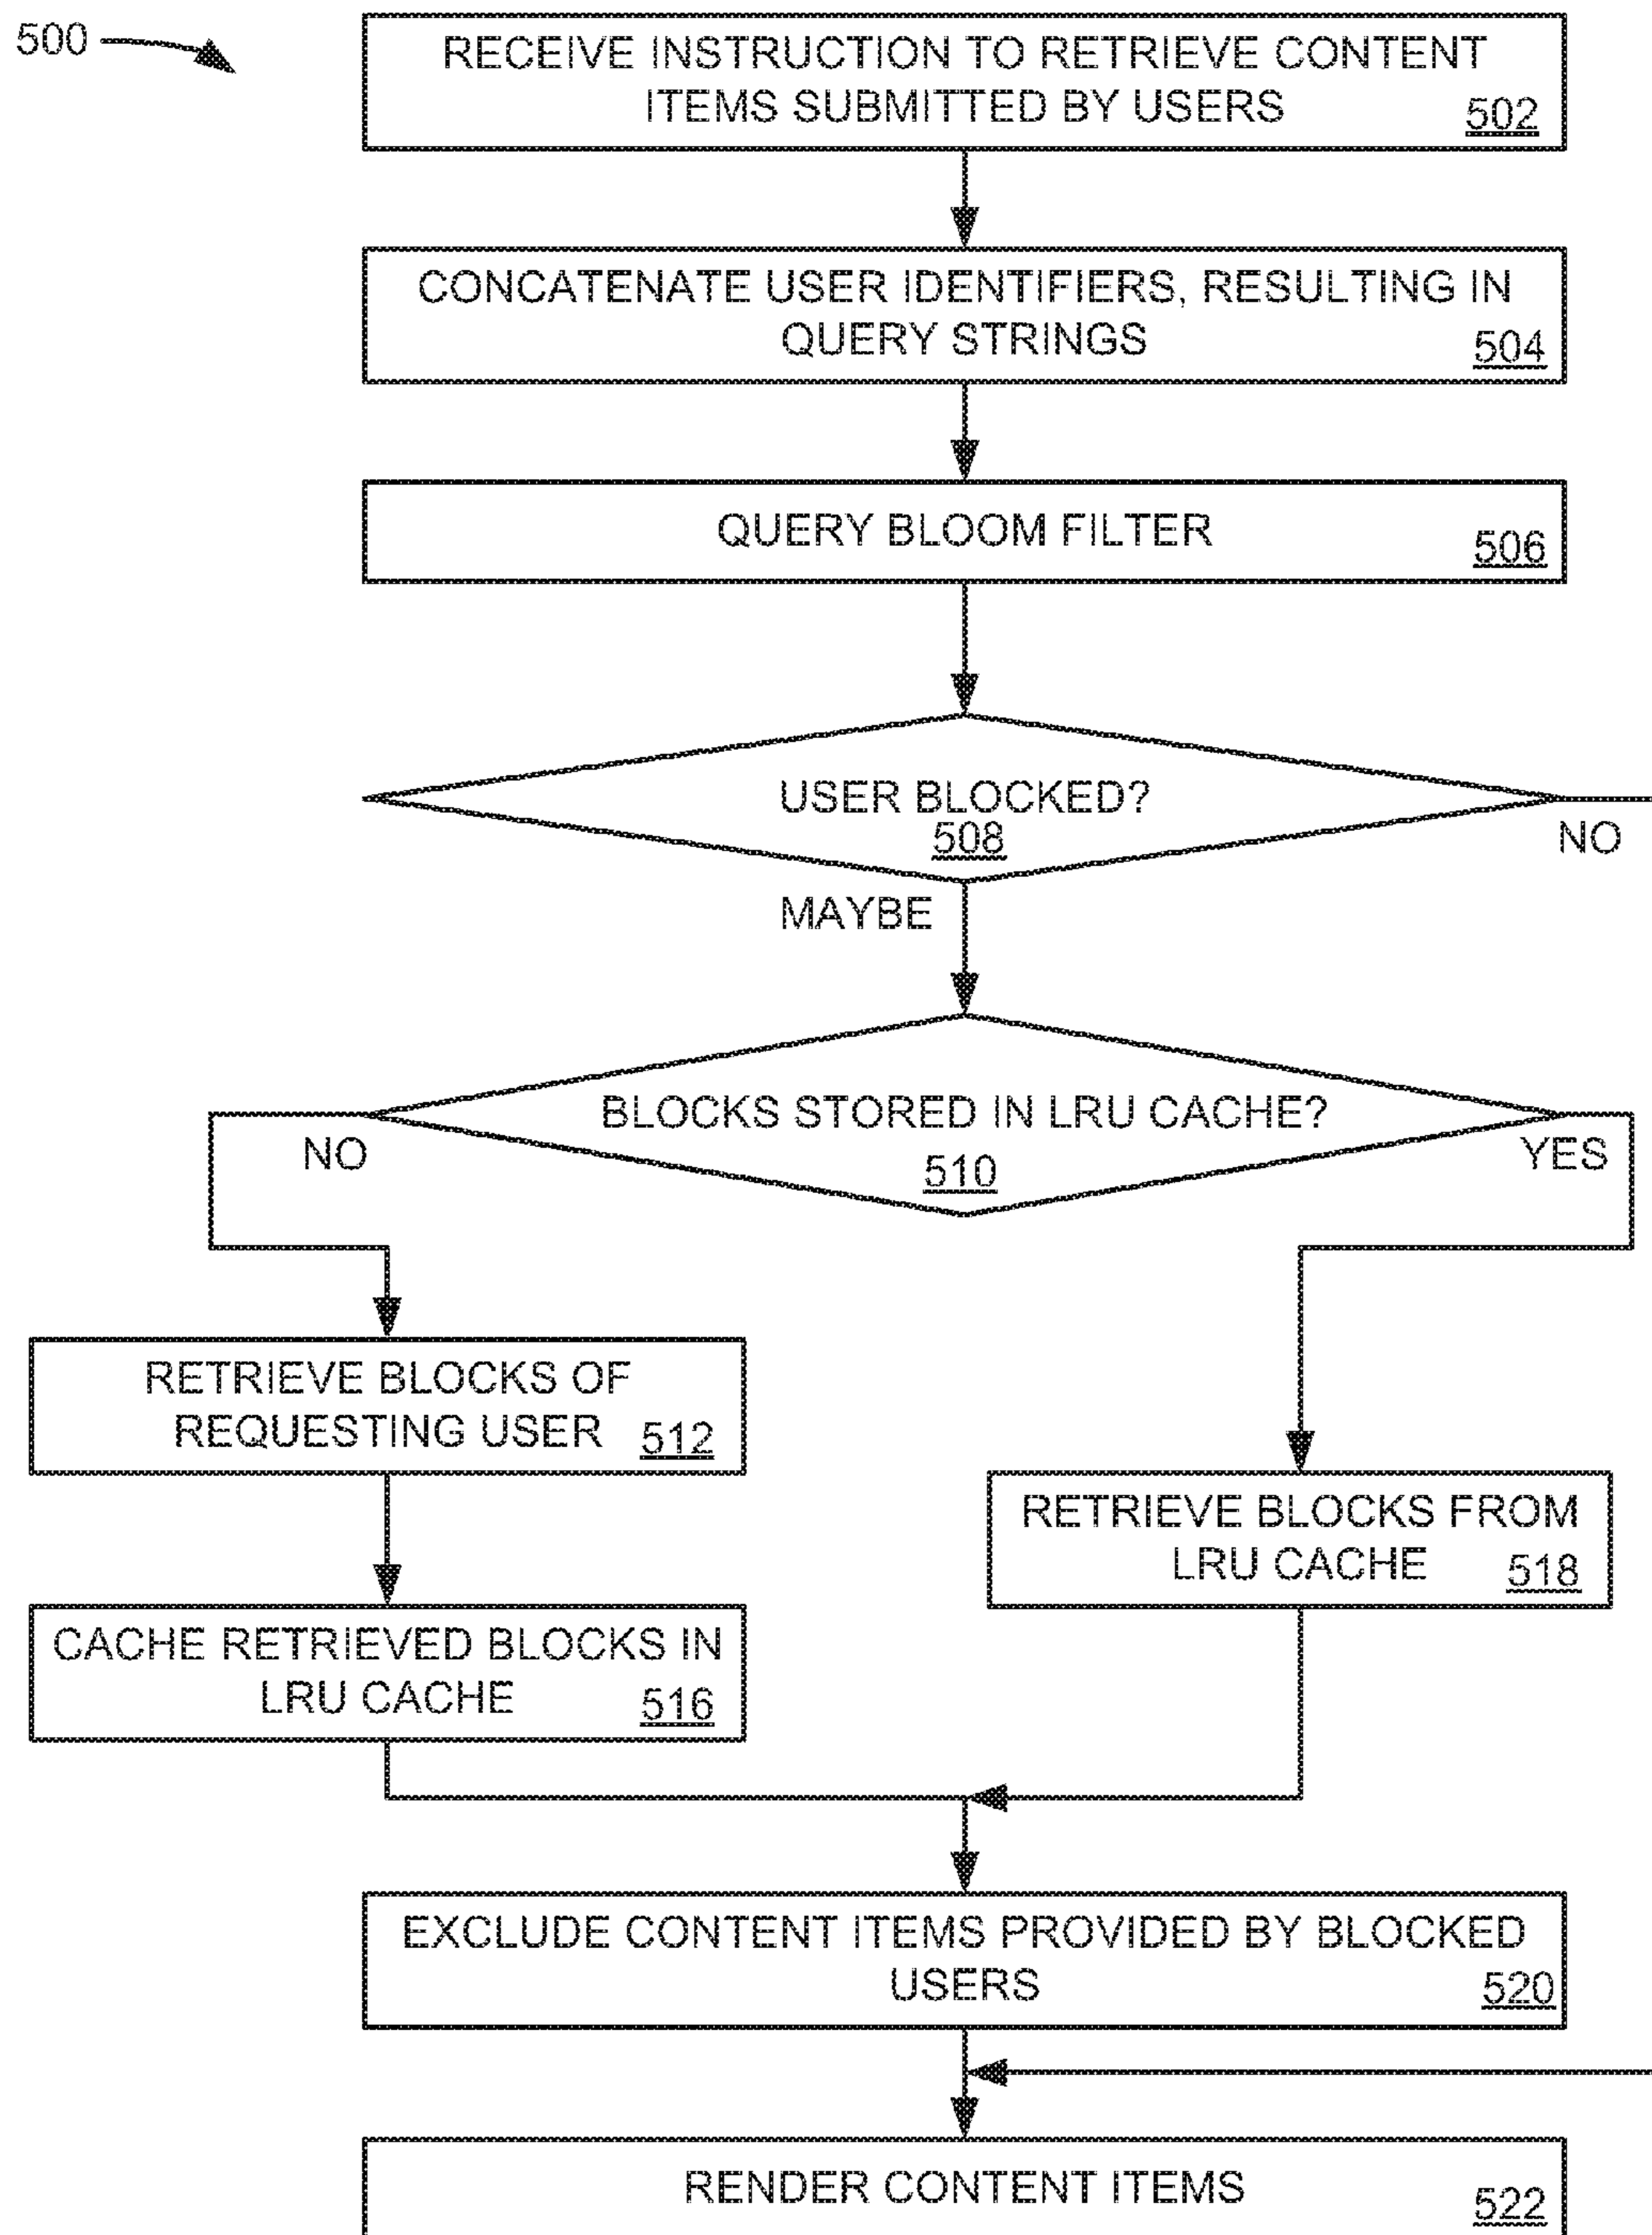 500
RECEIVE INSTRUCTION TO RETRIEVE CONTENT
ITEMS SUBMITTED BY USERS
502
CONCATENATE USER IDENTIFIERS, RESULTING IN
QUERY STRINGS
504
QUERY BLOOM FILTER
506
USER BLOCKED?
508
NO
MAYBE
BLOCKS STORED IN LRU CACHE?
510
NO
YES
RETRIEVE BLOCKS OF
REQUESTING USER
512
RETRIEVE BLOCKS FROM
LRU CACHE
518
CACHE RETRIEVED BLOCKS IN
LRU CACHE
516
EXCLUDE CONTENT ITEMS PROVIDED BY BLOCKED
USERS
520
RENDER CONTENT ITEMS
522